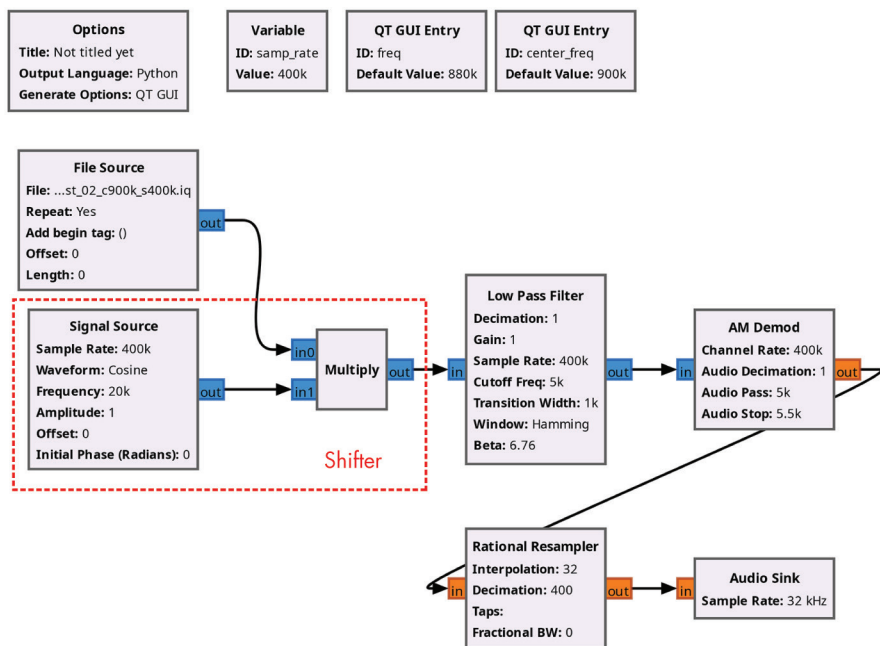 Options
Title: Not titled yet
Output Language: Python
Generate Options: QT GUI
Variable
ID: samp_rate
Value: 400k
QT GUI Entry
ID: freq
Default Value: 880k
QT GUI Entry
ID: center_freq
Default Value: 900k
File Source
File: ...st_02_c900k_s400k.iq
Repeat: Yes
Add begin tag: ()
Offset: 0
Length: 0
out
Signal Source
Sample Rate: 400k
Waveform: Cosine
Frequency: 20k
Amplitude: 1
Offset: 0
Initial Phase (Radians): 0
out
in0
in1
Multiply
out
Shifter
Low Pass Filter
Decimation: 1
Gain: 1
Sample Rate: 400k
Cutoff Freq: 5k
Transition Width: 1k
Window: Hamming
Beta: 6.76
in
out
AM Demod
Channel Rate: 400k
Audio Decimation: 1
Audio Pass: 5k
Audio Stop: 5.5k
in
out
Rational Resampler
Interpolation: 32
Decimation: 400
Taps:
Fractional BW: 0
in
out
Audio Sink
Sample Rate: 32 kHz
in